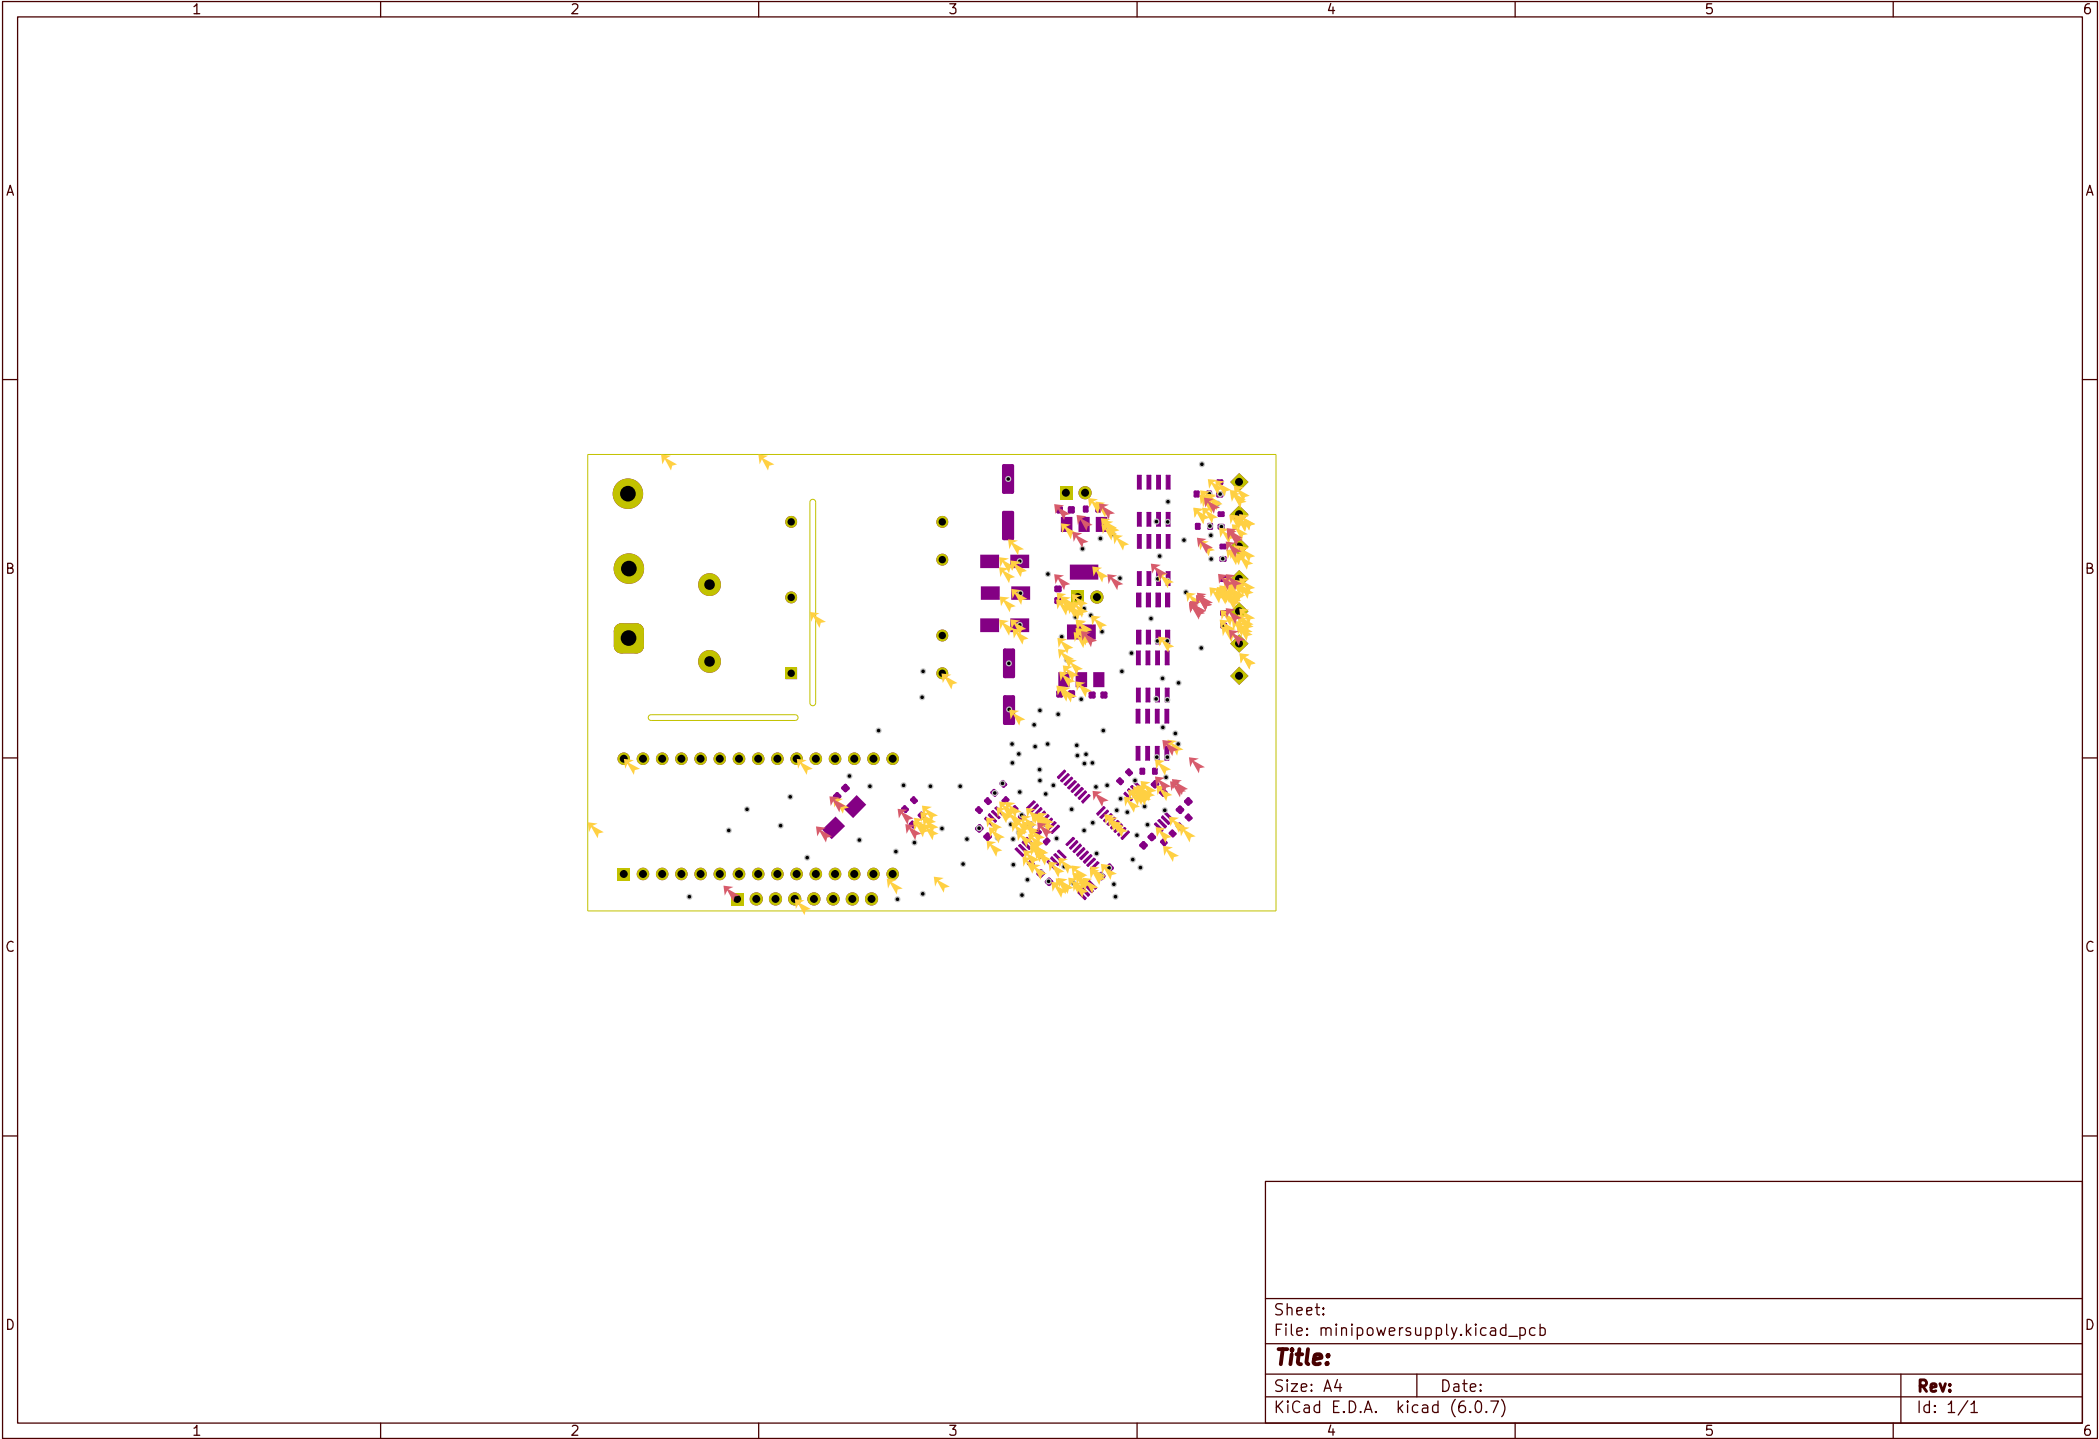 1 2 3 4 5 6
A A
B B
C C
D D
Sheet:
File: minipowersupply.kicad_pcb
Title:
Size: A4 Date: Rev:
KiCad E.D.A. kicad (6.0.7) Id: 1/1
1 2 3 4 5 6